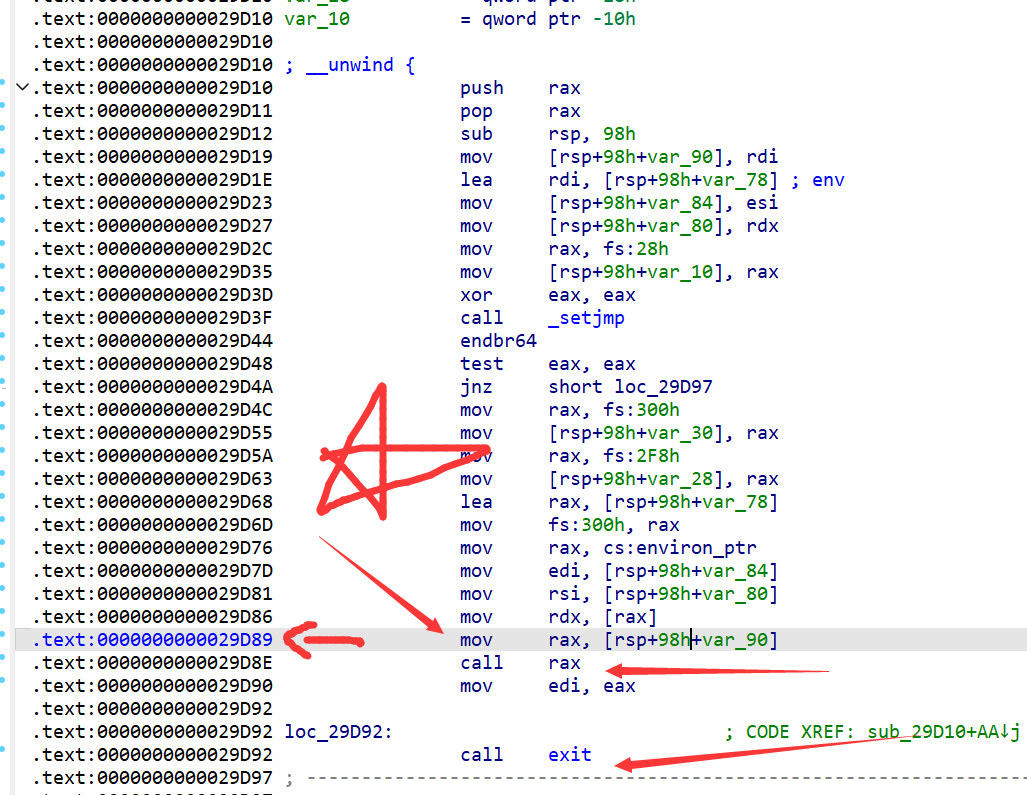 .text:0000000000029D10 var_10 = qword ptr -10h
.text:0000000000029D10
.text:0000000000029D10 ; __unwind {
.text:0000000000029D10 push rax
.text:0000000000029D11 pop rax
.text:0000000000029D12 sub rsp, 98h
.text:0000000000029D19 mov [rsp+98h+var_90], rdi
.text:0000000000029D1E lea rdi, [rsp+98h+var_78] ; env
.text:0000000000029D23 mov [rsp+98h+var_84], esi
.text:0000000000029D27 mov [rsp+98h+var_80], rdx
.text:0000000000029D2C mov rax, fs:28h
.text:0000000000029D35 mov [rsp+98h+var_10], rax
.text:0000000000029D3D xor eax, eax
.text:0000000000029D3F call _setjmp
.text:0000000000029D44 endbr64
.text:0000000000029D48 test eax, eax
.text:0000000000029D4A jnz short loc_29D97
.text:0000000000029D4C mov rax, fs:300h
.text:0000000000029D55 mov [rsp+98h+var_30], rax
.text:0000000000029D5A mov rax, fs:2F8h
.text:0000000000029D63 mov [rsp+98h+var_28], rax
.text:0000000000029D68 lea rax, [rsp+98h+var_78]
.text:0000000000029D6D mov fs:300h, rax
.text:0000000000029D76 mov rax, cs:environ_ptr
.text:0000000000029D7D mov edi, [rsp+98h+var_84]
.text:0000000000029D81 mov rsi, [rsp+98h+var_80]
.text:0000000000029D86 mov rdx, [rax]
.text:0000000000029D89 mov rax, [rsp+98h+var_90]
.text:0000000000029D8E call rax
.text:0000000000029D90 mov edi, eax
.text:0000000000029D92
.text:0000000000029D92 loc_29D92: ; CODE XREF: sub_29D10+AA↓j
.text:0000000000029D92 call exit
.text:0000000000029D97 ; ---------------------------------------------------------------------------